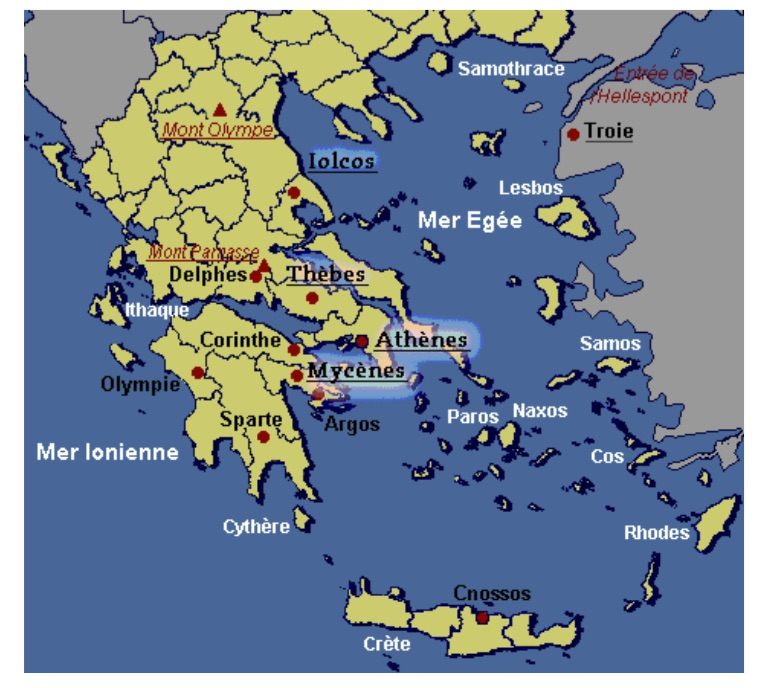 Samothrace
Entrée de
l'Hellespont
Mont Olympe
Troie
Iolcos
Lesbos
Mer Egée
Mont Parnasse
Delphes
Thèbes
Ithaque
Corinthe
Athènes
Samos
Olympie
Mycènes
Argos
Paros
Naxos
Sparte
Mer Ionienne
Cos
Cythère
Rhodes
Cnossos
Crète